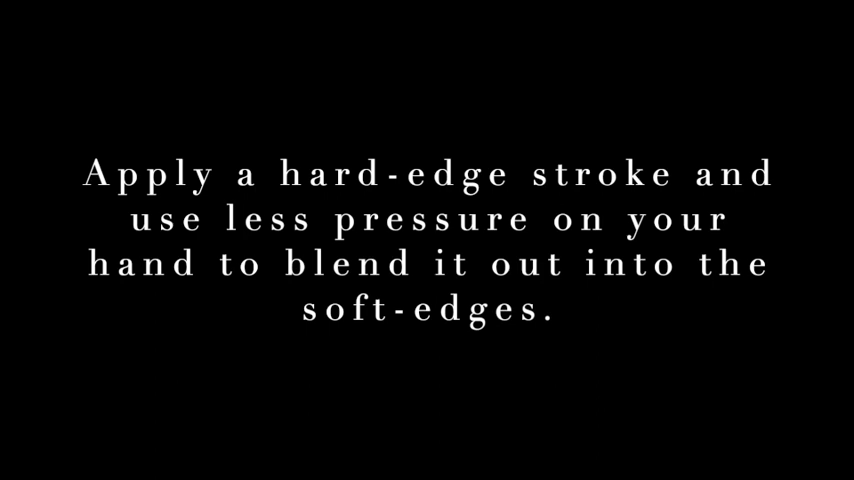 Apply a hard-edge stroke and
use less pressure on your
hand to blend it out into the
soft-edges.